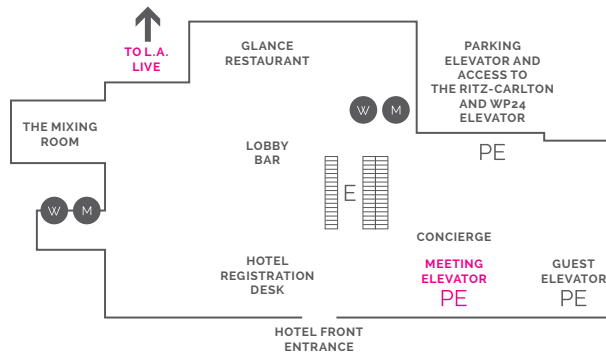 TO L.A.
LIVE
GLANCE
RESTAURANT
PARKING
ELEVATOR AND
ACCESS TO
THE RITZ-CARLTON
AND WP24
ELEVATOR
W M
THE MIXING
ROOM
LOBBY
BAR
PE
E
W M
CONCIERGE
HOTEL
REGISTRATION
DESK
MEETING
ELEVATOR
PE
GUEST
ELEVATOR
PE
HOTEL FRONT
ENTRANCE